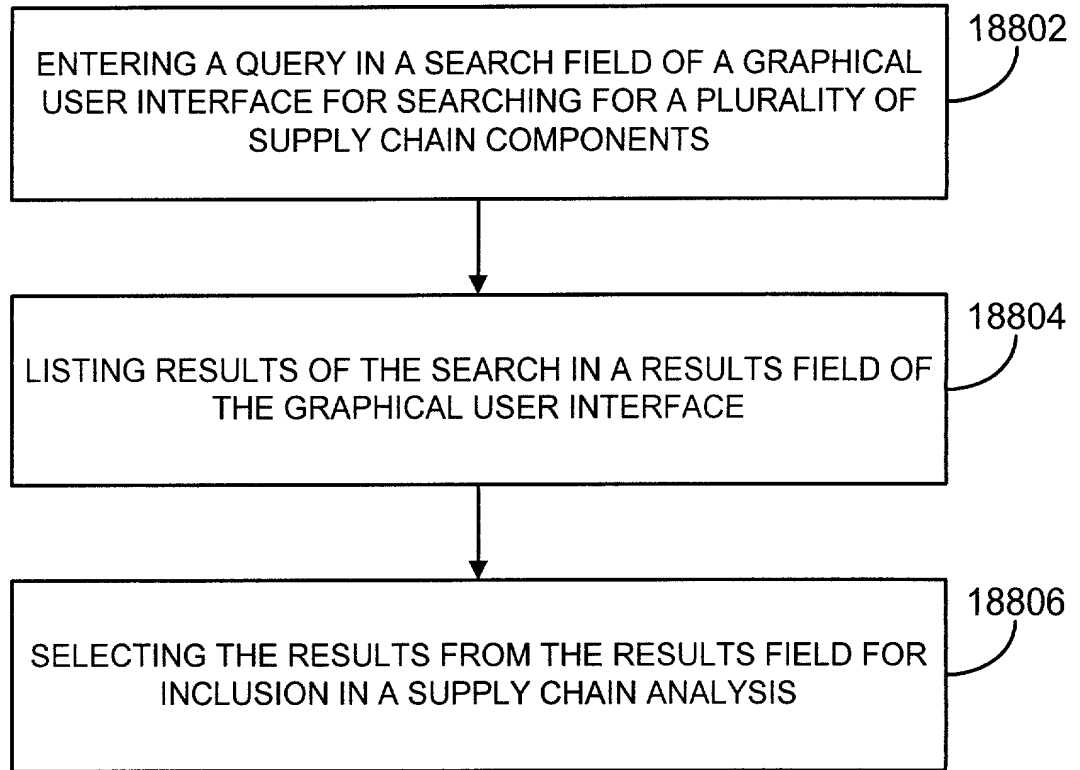 18802
ENTERING A QUERY IN A SEARCH FIELD OF A GRAPHICAL
USER INTERFACE FOR SEARCHING FOR A PLURALITY OF
SUPPLY CHAIN COMPONENTS
18804
LISTING RESULTS OF THE SEARCH IN A RESULTS FIELD OF
THE GRAPHICAL USER INTERFACE
18806
SELECTING THE RESULTS FROM THE RESULTS FIELD FOR
INCLUSION IN A SUPPLY CHAIN ANALYSIS